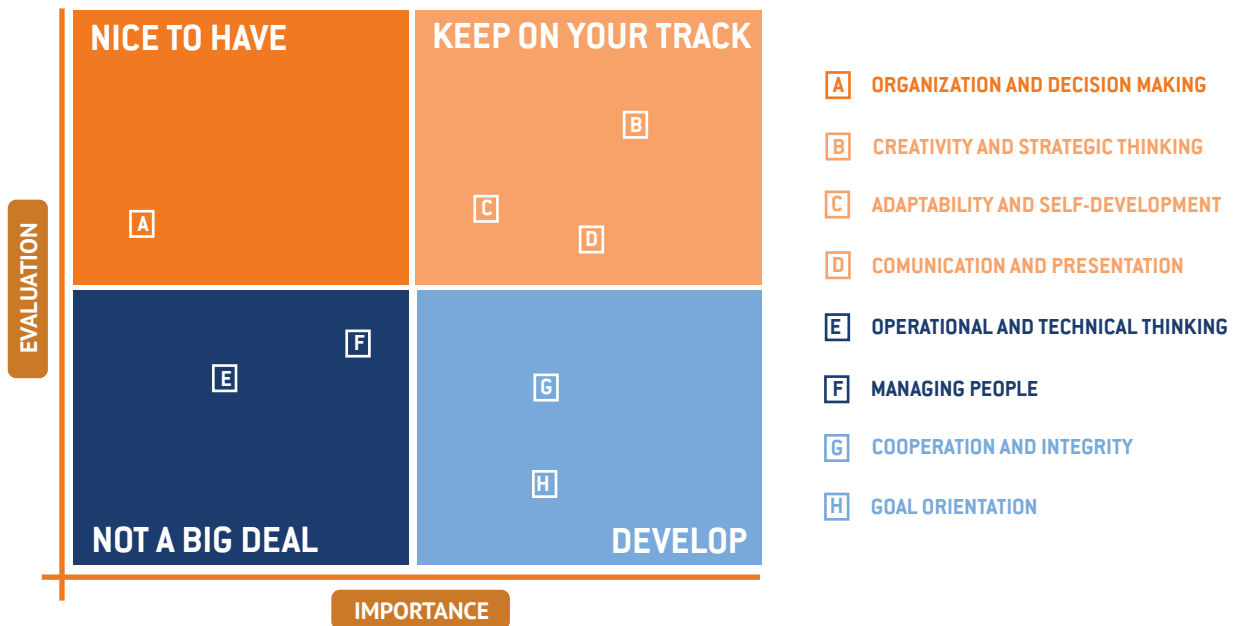 NICE TO HAVE
KEEP ON YOUR TRACK
B
C
A
D
F
E
G
H
NOT A BIG DEAL
DEVELOP
EVALUATION
IMPORTANCE
A ORGANIZATION AND DECISION MAKING
B CREATIVITY AND STRATEGIC THINKING
C ADAPTABILITY AND SELF-DEVELOPMENT
D COMUNICATION AND PRESENTATION
E OPERATIONAL AND TECHNICAL THINKING
F MANAGING PEOPLE
G COOPERATION AND INTEGRITY
H GOAL ORIENTATION